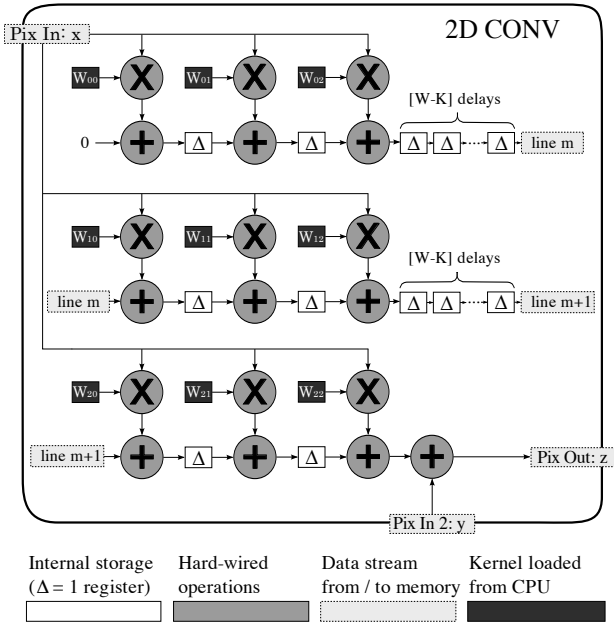 Pix In: x
2D CONV
W00 X W01 X W02 X
[W-K] delays
0 + Δ + Δ + Δ Δ Δ line m
W10 X W11 X W12 X
[W-K] delays
line m + Δ + Δ + Δ Δ Δ line m+1
W20 X W21 X W22 X
line m+1 + Δ + Δ + + Pix Out: z
Pix In 2: y
Internal storage
(Δ = 1 register)
Hard-wired
operations
Data stream
from / to memory
Kernel loaded
from CPU